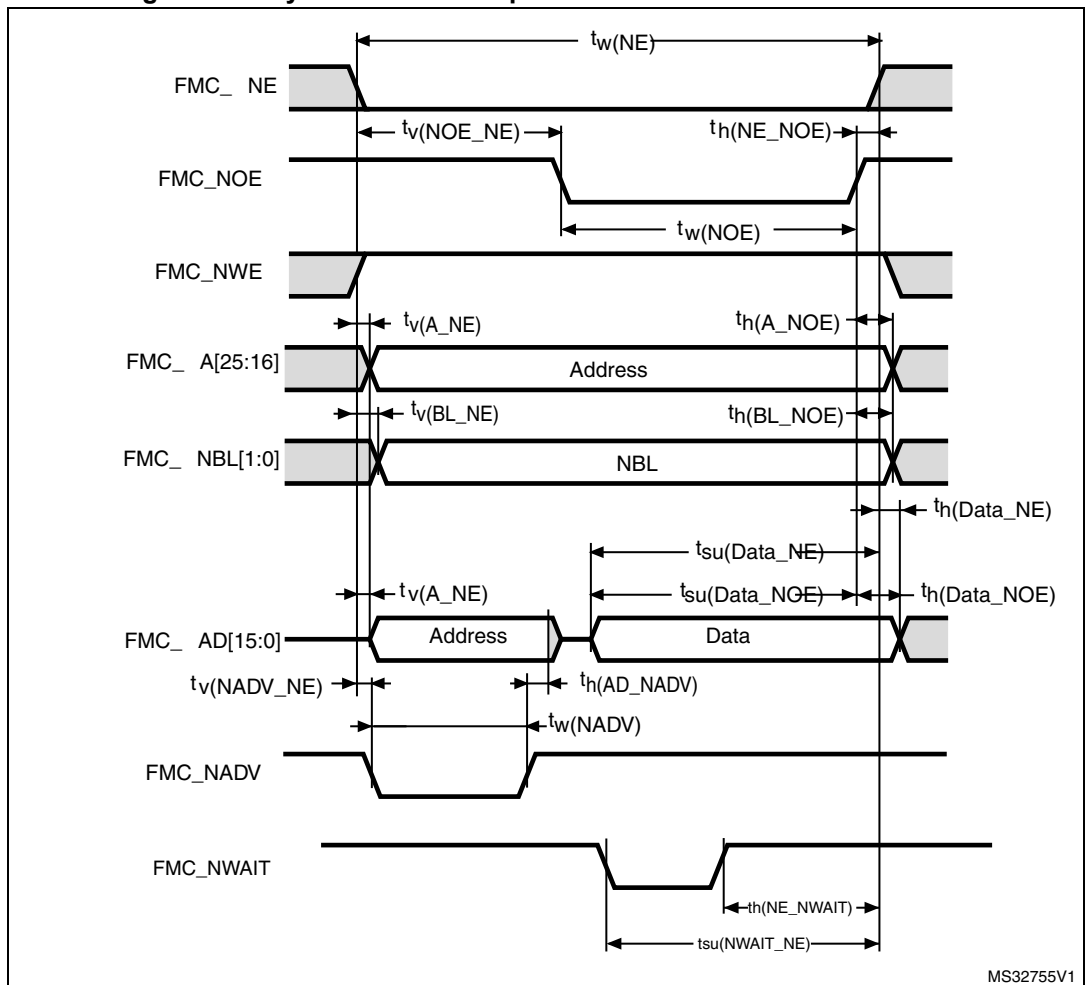 tw(NE)
FMC_ NE
tv(NOE_NE)
th(NE_NOE)
FMC_NOE
tw(NOE)
FMC_NWE
tv(A_NE)
th(A_NOE)
FMC_ A[25:16]
Address
tv(BL_NE)
th(BL_NOE)
FMC_ NBL[1:0]
NBL
th(Data_NE)
tsu(Data_NE)
tv(A_NE)
tsu(Data_NOE)
th(Data_NOE)
FMC_ AD[15:0]
Address
Data
tv(NADV_NE)
th(AD_NADV)
tw(NADV)
FMC_NADV
FMC_NWAIT
th(NE_NWAIT)
tsu(NWAIT_NE)
MS32755V1